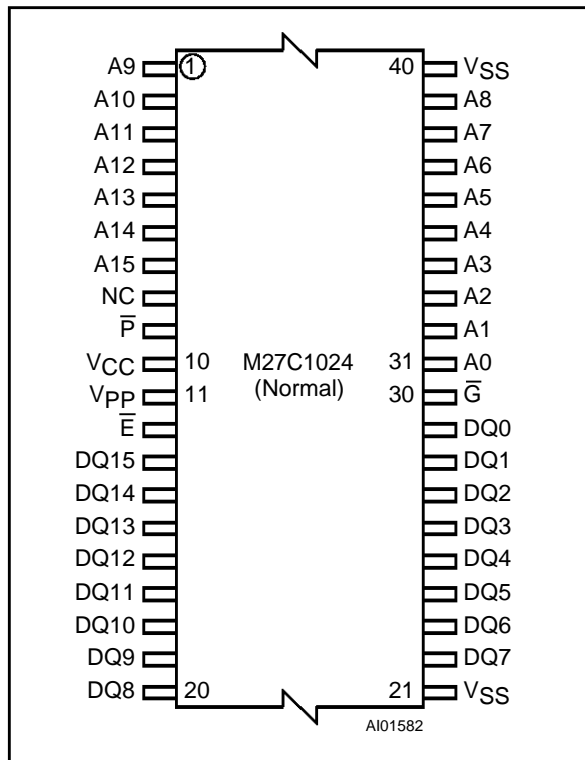 A9 1 40 VSS
A10 A8
A11 A7
A12 A6
A13 A5
A14 A4
A15 A3
NC A2
P̅ A1
VCC 10 M27C1024 31 A0
VPP 11 (Normal) 30 G̅
E̅ DQ0
DQ15 DQ1
DQ14 DQ2
DQ13 DQ3
DQ12 DQ4
DQ11 DQ5
DQ10 DQ6
DQ9 DQ7
DQ8 20 21 VSS
AI01582